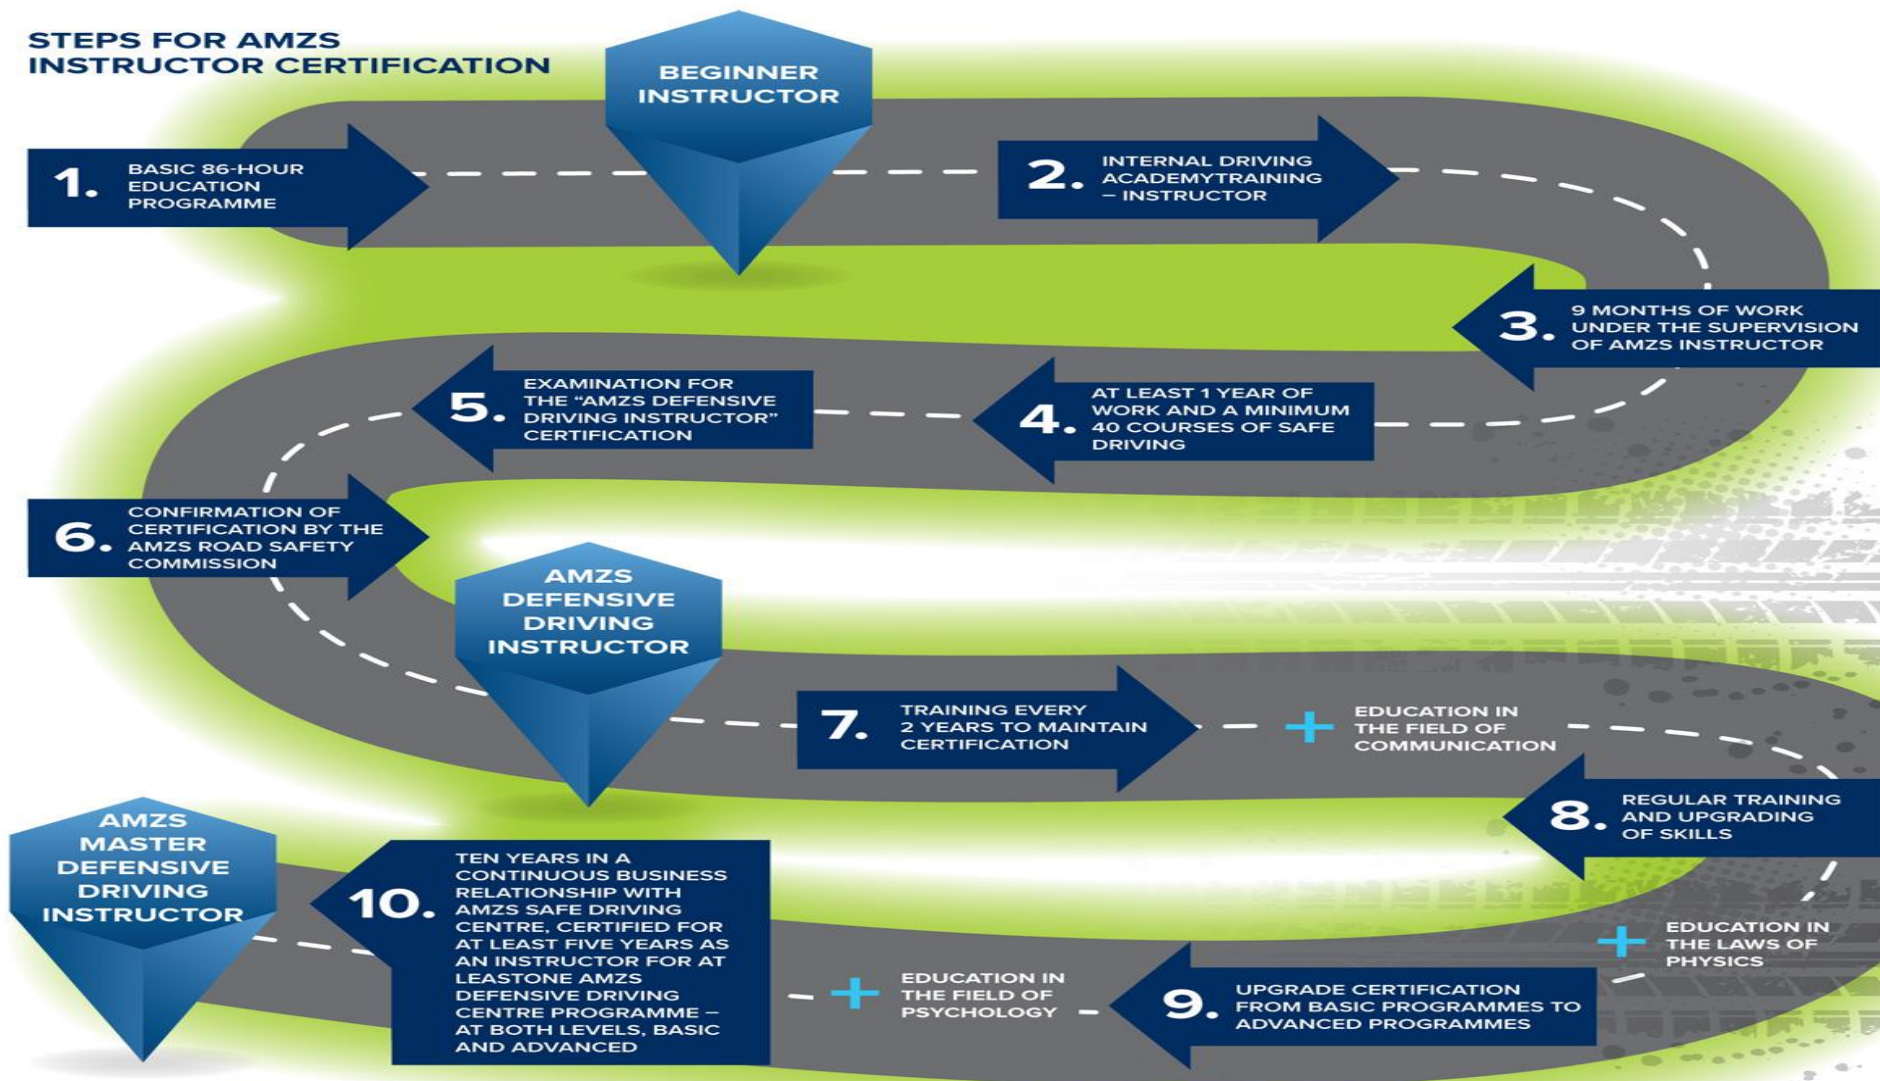 STEPS FOR AMZS
INSTRUCTOR CERTIFICATION
BEGINNER
INSTRUCTOR
1.
BASIC 86-HOUR
EDUCATION
PROGRAMME
2.
INTERNAL DRIVING
ACADEMYTRAINING
– INSTRUCTOR
3.
9 MONTHS OF WORK
UNDER THE SUPERVISION
OF AMZS INSTRUCTOR
4.
AT LEAST 1 YEAR OF
WORK AND A MINIMUM
40 COURSES OF SAFE
DRIVING
5.
EXAMINATION FOR
THE “AMZS DEFENSIVE
DRIVING INSTRUCTOR”
CERTIFICATION
6.
CONFIRMATION OF
CERTIFICATION BY THE
AMZS ROAD SAFETY
COMMISSION
AMZS
DEFENSIVE
DRIVING
INSTRUCTOR
7.
TRAINING EVERY
2 YEARS TO MAINTAIN
CERTIFICATION
+
EDUCATION IN
THE FIELD OF
COMMUNICATION
8.
REGULAR TRAINING
AND UPGRADING
OF SKILLS
+
EDUCATION IN
THE LAWS OF
PHYSICS
9.
UPGRADE CERTIFICATION
FROM BASIC PROGRAMMES TO
ADVANCED PROGRAMMES
+
EDUCATION IN
THE FIELD OF
PSYCHOLOGY
10.
TEN YEARS IN A
CONTINUOUS BUSINESS
RELATIONSHIP WITH
AMZS SAFE DRIVING
CENTRE, CERTIFIED FOR
AT LEAST FIVE YEARS AS
AN INSTRUCTOR FOR AT
LEASTONE AMZS
DEFENSIVE DRIVING
CENTRE PROGRAMME –
AT BOTH LEVELS, BASIC
AND ADVANCED
AMZS
MASTER
DEFENSIVE
DRIVING
INSTRUCTOR